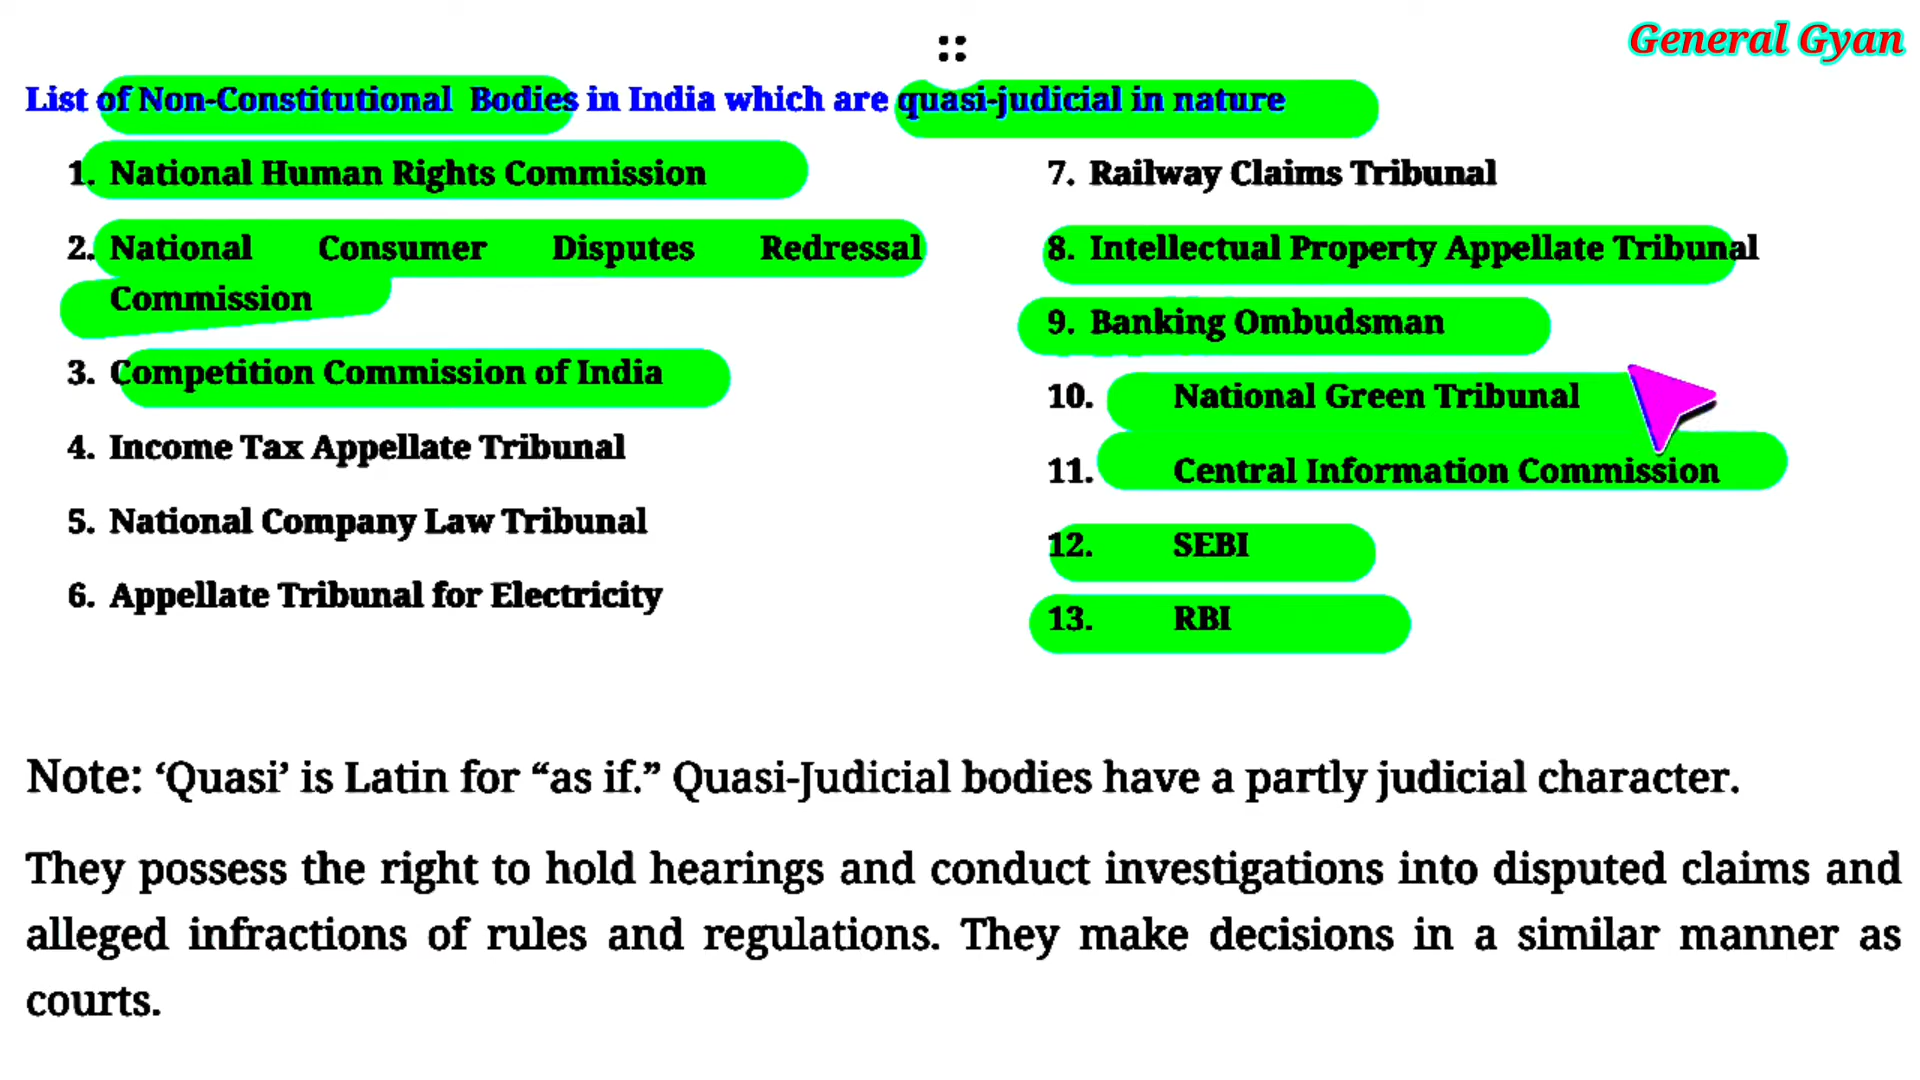 General Gyan
List of Non-Constitutional Bodies in India which are quasi-judicial in nature
1. National Human Rights Commission
2. National Consumer Disputes Redressal
Commission
3. Competition Commission of India
4. Income Tax Appellate Tribunal
5. National Company Law Tribunal
6. Appellate Tribunal for Electricity
7. Railway Claims Tribunal
8. Intellectual Property Appellate Tribunal
9. Banking Ombudsman
10. National Green Tribunal
11. Central Information Commission
12. SEBI
13. RBI
Note: ‘Quasi’ is Latin for “as if.” Quasi-Judicial bodies have a partly judicial character.
They possess the right to hold hearings and conduct investigations into disputed claims and
alleged infractions of rules and regulations. They make decisions in a similar manner as
courts.